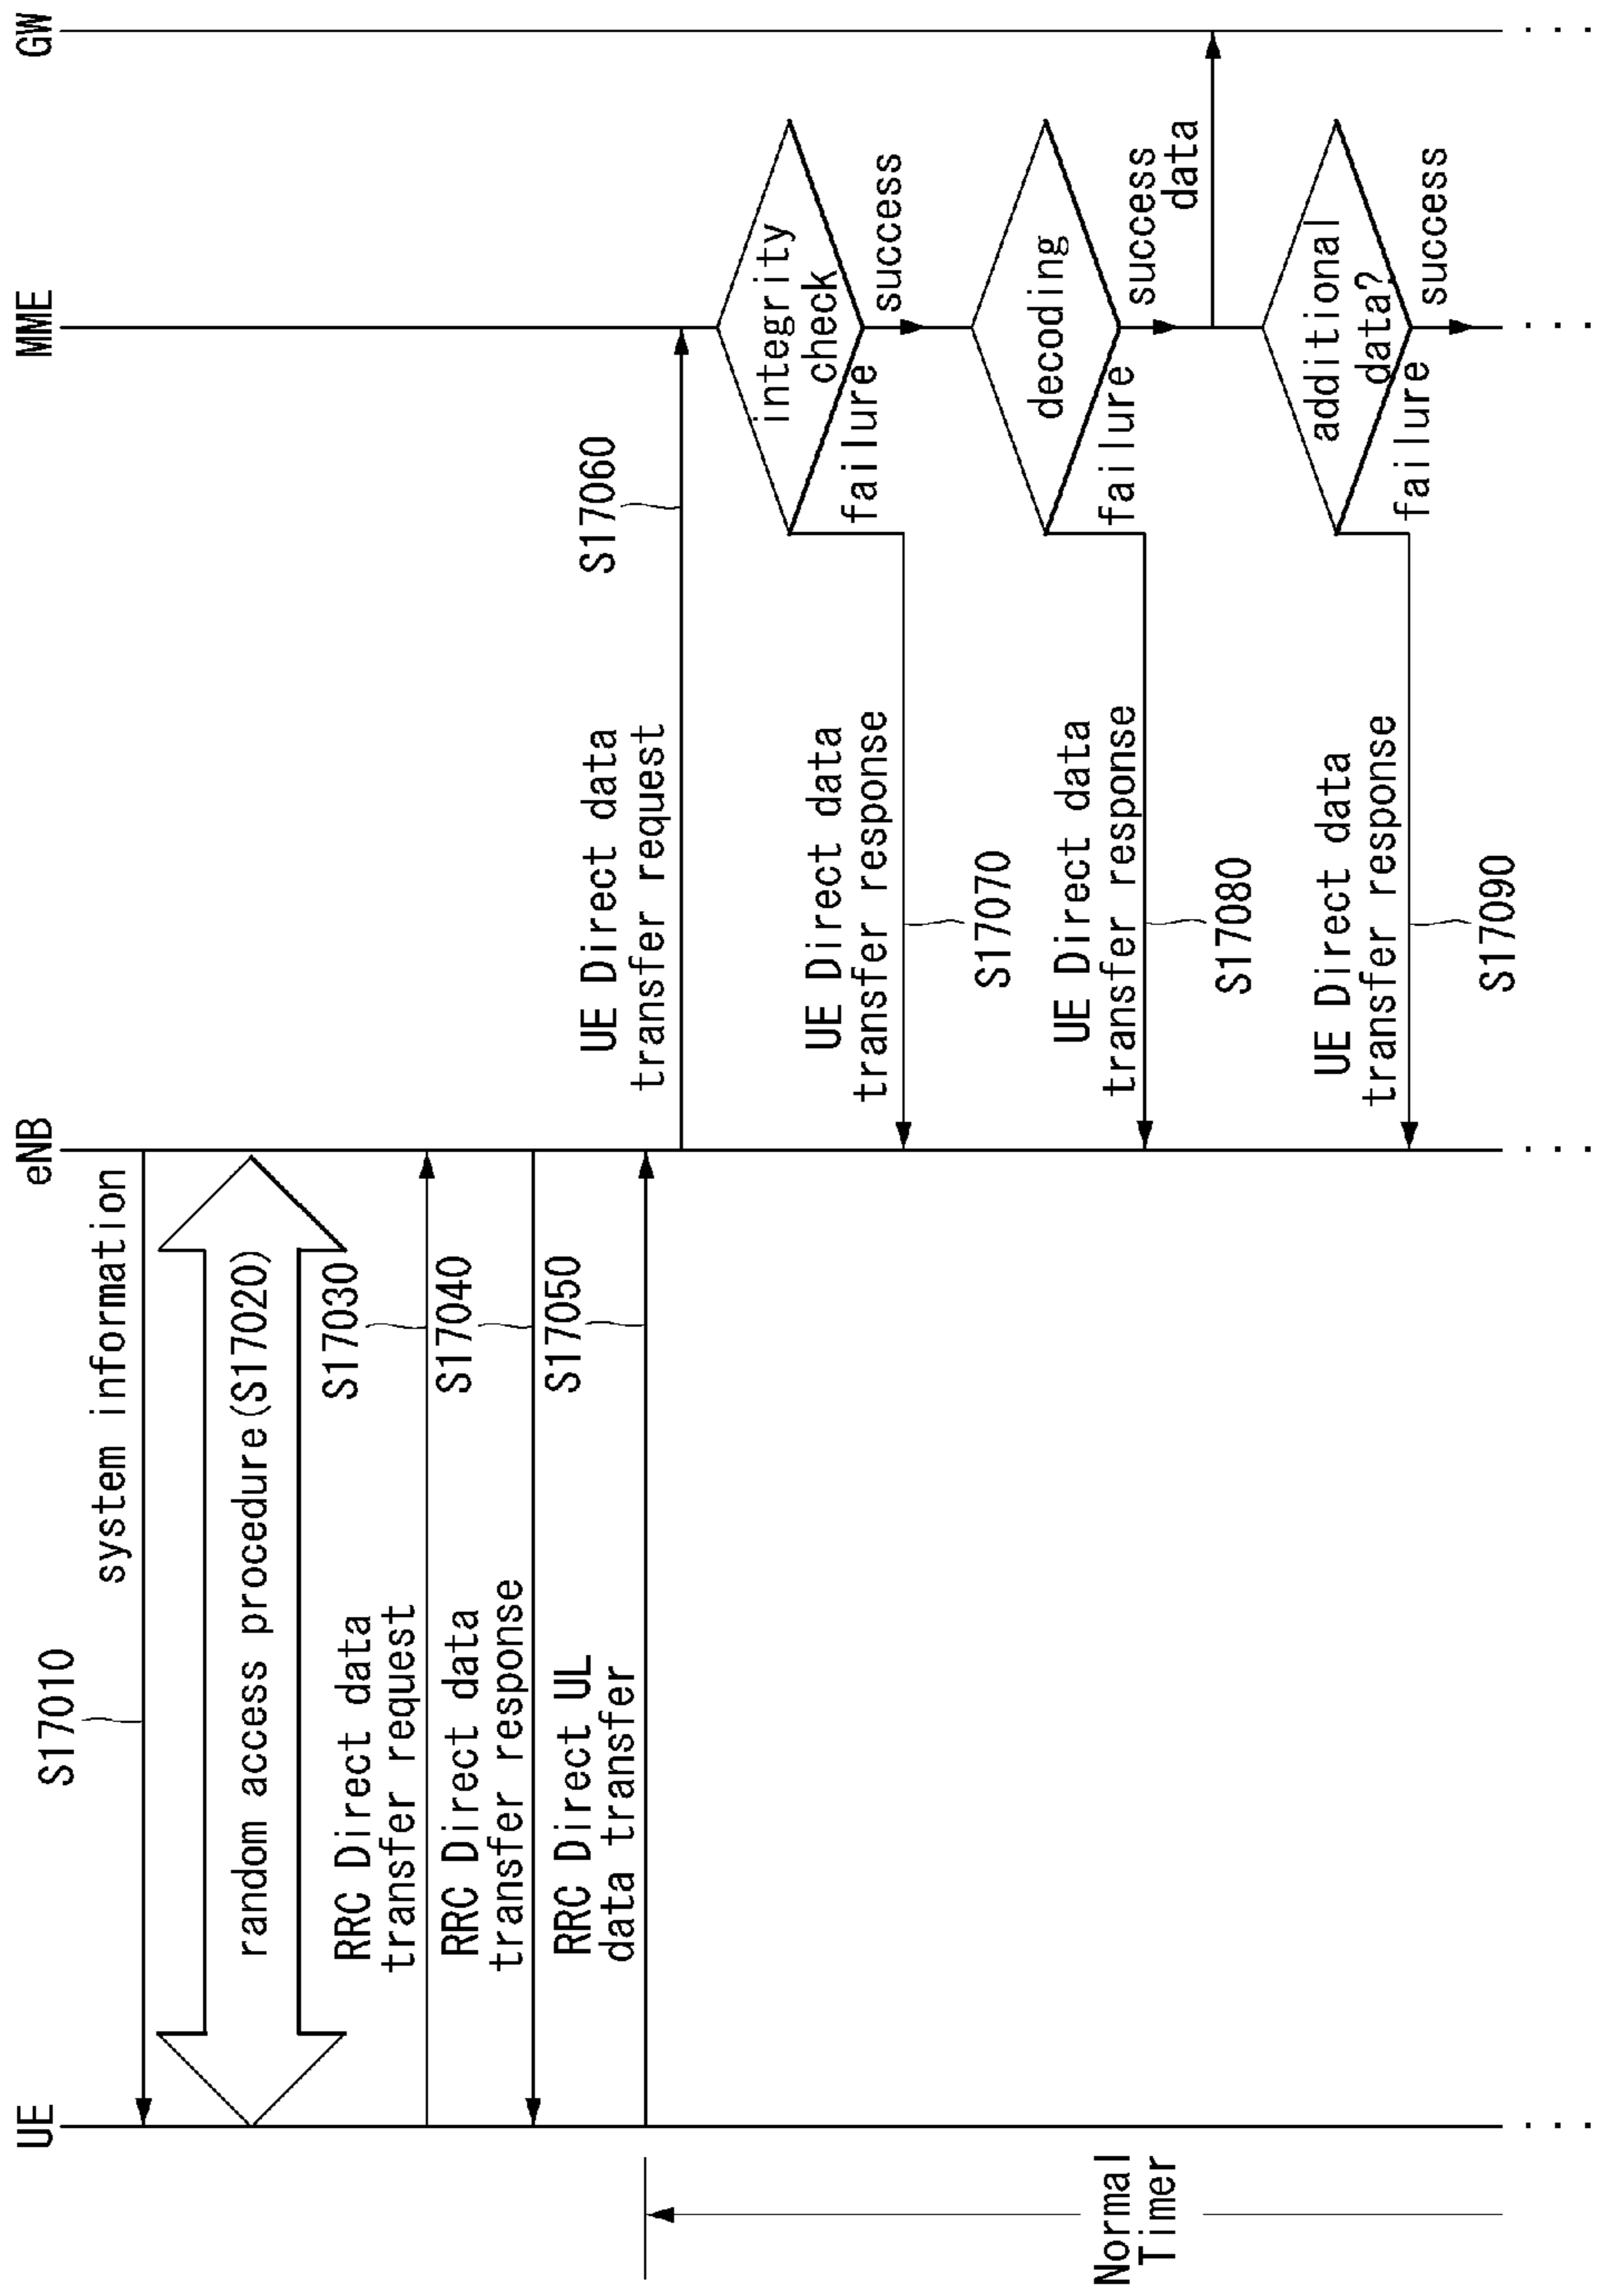 UE
eNB
MME
GW
S17010
system information
random access procedure(S17020)
RRC Direct data
transfer request
S17030
RRC Direct data
transfer response
S17040
RRC Direct UL
data transfer
S17050
UE Direct data
transfer request
S17060
integrity
check
failure
success
UE Direct data
transfer response
S17070
decoding
failure
success
UE Direct data
transfer response
S17080
data
additional
data?
failure
success
UE Direct data
transfer response
S17090
Normal
Timer